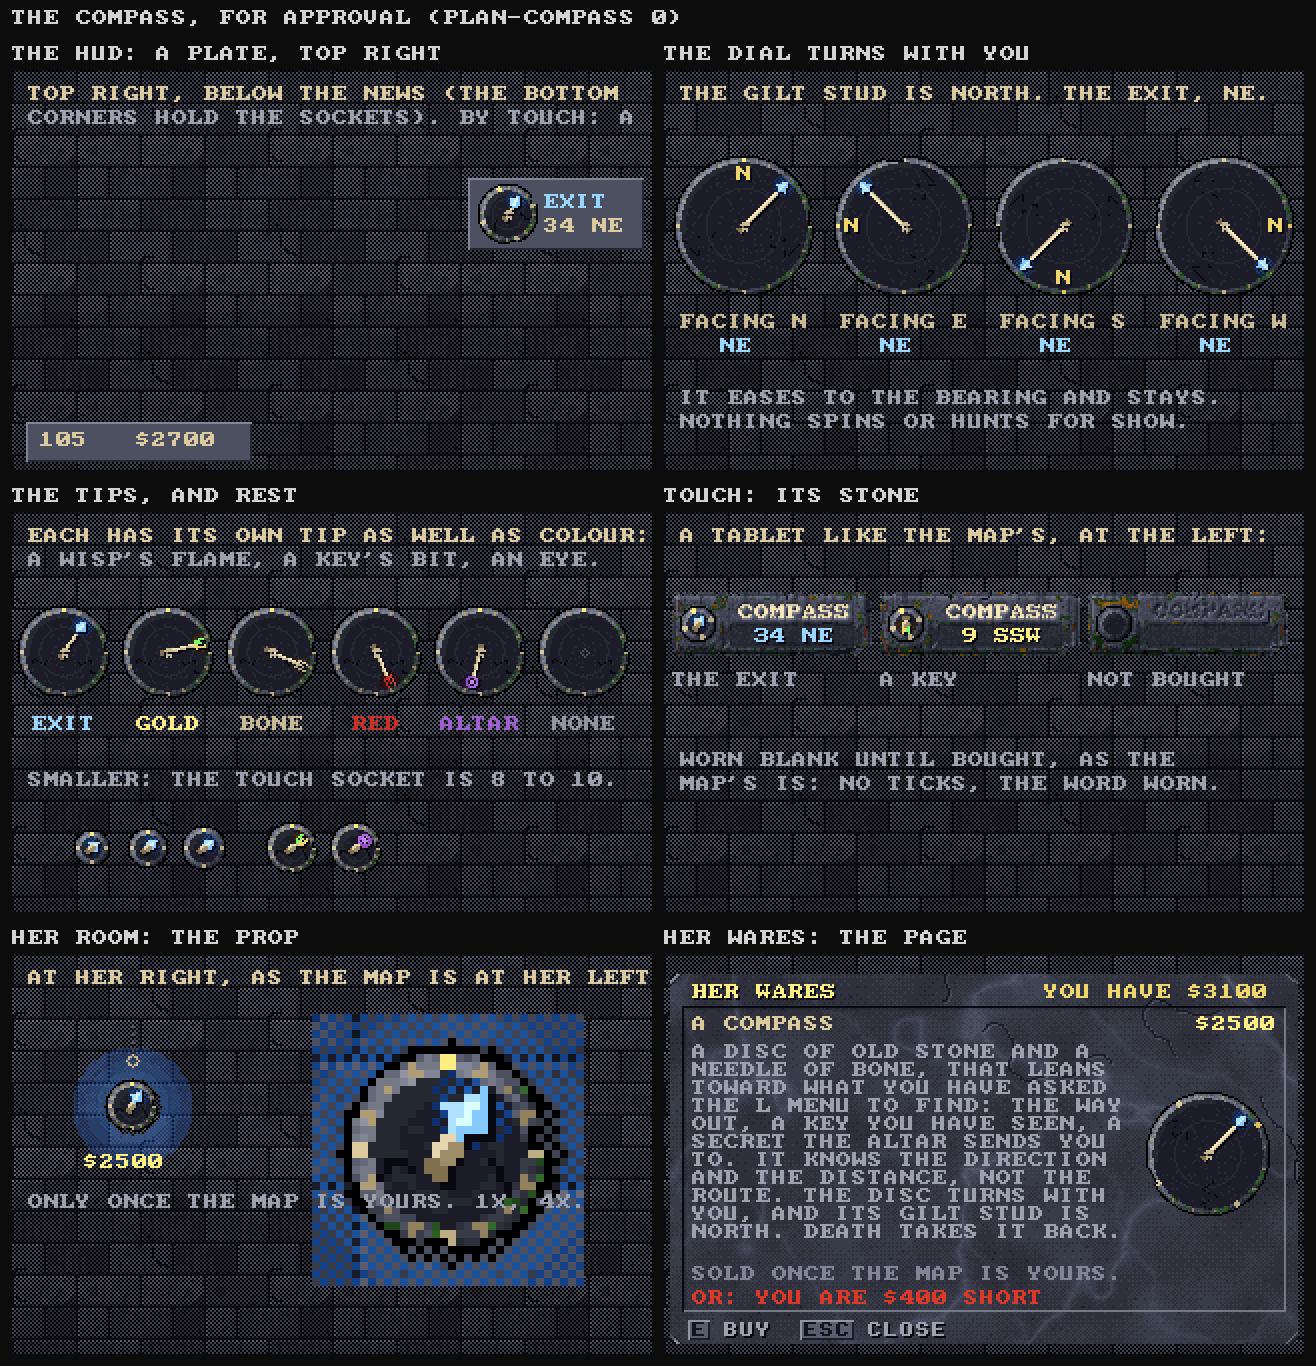 THE COMPASS, FOR APPROVAL (PLAN-COMPASS 0)
THE HUD: A PLATE, TOP RIGHT
TOP RIGHT, BELOW THE NEWS (THE BOTTOM
CORNERS HOLD THE SOCKETS). BY TOUCH: A
EXIT
34 NE
105 $2700
THE DIAL TURNS WITH YOU
THE GILT STUD IS NORTH. THE EXIT, NE.
N
N
N
N
FACING N FACING E FACING S FACING W
NE NE NE NE
IT EASES TO THE BEARING AND STAYS.
NOTHING SPINS OR HUNTS FOR SHOW.
THE TIPS, AND REST
EACH HAS ITS OWN TIP AS WELL AS COLOUR:
A WISP'S FLAME, A KEY'S BIT, AN EYE.
EXIT GOLD BONE RED ALTAR NONE
SMALLER: THE TOUCH SOCKET IS 8 TO 10.
TOUCH: ITS STONE
A TABLET LIKE THE MAP'S, AT THE LEFT:
COMPASS
34 NE
COMPASS
9 SSW
COMPASS
THE EXIT A KEY NOT BOUGHT
WORN BLANK UNTIL BOUGHT, AS THE
MAP'S IS: NO TICKS, THE WORD WORN.
HER ROOM: THE PROP
AT HER RIGHT, AS THE MAP IS AT HER LEFT
$2500
ONLY ONCE THE MAP IS YOURS. 1X, 4X.
HER WARES: THE PAGE
HER WARES YOU HAVE $3100
A COMPASS $2500
A DISC OF OLD STONE AND A
NEEDLE OF BONE, THAT LEANS
TOWARD WHAT YOU HAVE ASKED
THE L MENU TO FIND: THE WAY
OUT, A KEY YOU HAVE SEEN, A
SECRET THE ALTAR SENDS YOU
TO. IT KNOWS THE DIRECTION
AND THE DISTANCE, NOT THE
ROUTE. THE DISC TURNS WITH
YOU, AND ITS GILT STUD IS
NORTH. DEATH TAKES IT BACK.
SOLD ONCE THE MAP IS YOURS.
OR: YOU ARE $400 SHORT
E BUY ESC CLOSE